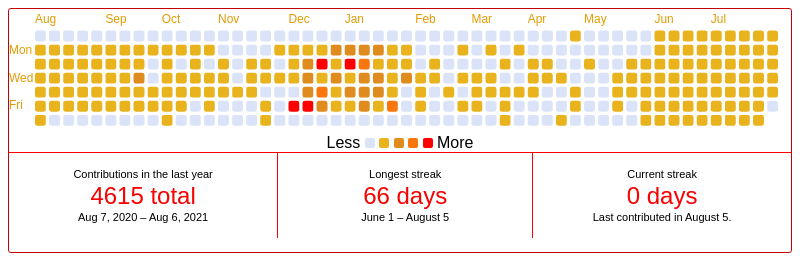 Aug Sep Oct Nov Dec Jan Feb Mar Apr May Jun Jul
Mon
Wed
Fri
Less More
Contributions in the last year
4615 total
Aug 7, 2020 – Aug 6, 2021
Longest streak
66 days
June 1 – August 5
Current streak
0 days
Last contributed in August 5.